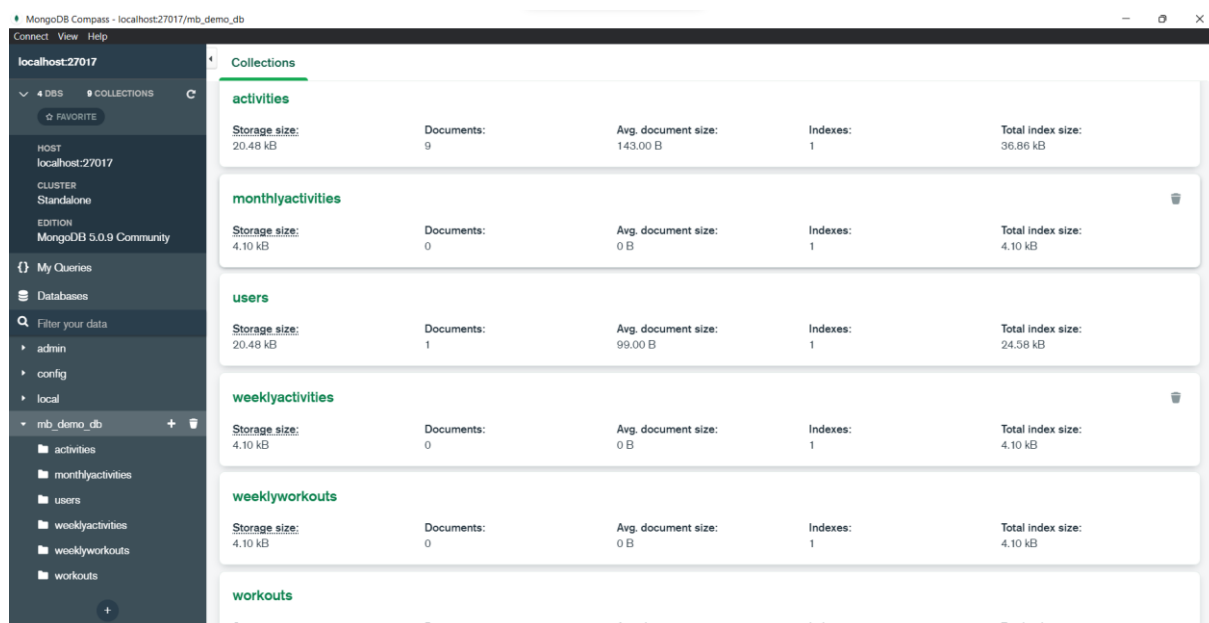 MongoDB Compass - localhost:27017/mb_demo_db
Connect View Help
localhost:27017
4 DBS 9 COLLECTIONS
FAVORITE
HOST
localhost:27017
CLUSTER
Standalone
EDITION
MongoDB 5.0.9 Community
{} My Queries
Databases
Filter your data
admin
config
local
mb_demo_db
activities
monthlyactivities
users
weeklyactivities
weeklyworkouts
workouts
+
Collections
activities
Storage size: Documents: Avg. document size: Indexes: Total index size:
20.48 kB 9 143.00 B 1 36.86 kB
monthlyactivities
Storage size: Documents: Avg. document size: Indexes: Total index size:
4.10 kB 0 0 B 1 4.10 kB
users
Storage size: Documents: Avg. document size: Indexes: Total index size:
20.48 kB 1 99.00 B 1 24.58 kB
weeklyactivities
Storage size: Documents: Avg. document size: Indexes: Total index size:
4.10 kB 0 0 B 1 4.10 kB
weeklyworkouts
Storage size: Documents: Avg. document size: Indexes: Total index size:
4.10 kB 0 0 B 1 4.10 kB
workouts